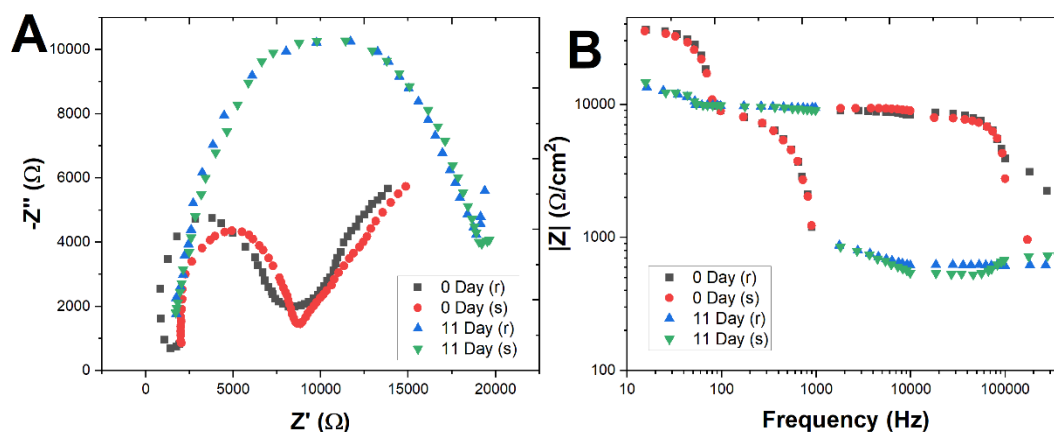 A
10000
8000
6000
4000
2000
0
-Z'' (Ω)
0 Day (r)
0 Day (s)
11 Day (r)
11 Day (s)
0 5000 10000 15000 20000
Z' (Ω)
B
10000
1000
100
|Z| (Ω/cm²)
0 Day (r)
0 Day (s)
11 Day (r)
11 Day (s)
10 100 1000 10000 100000
Frequency (Hz)